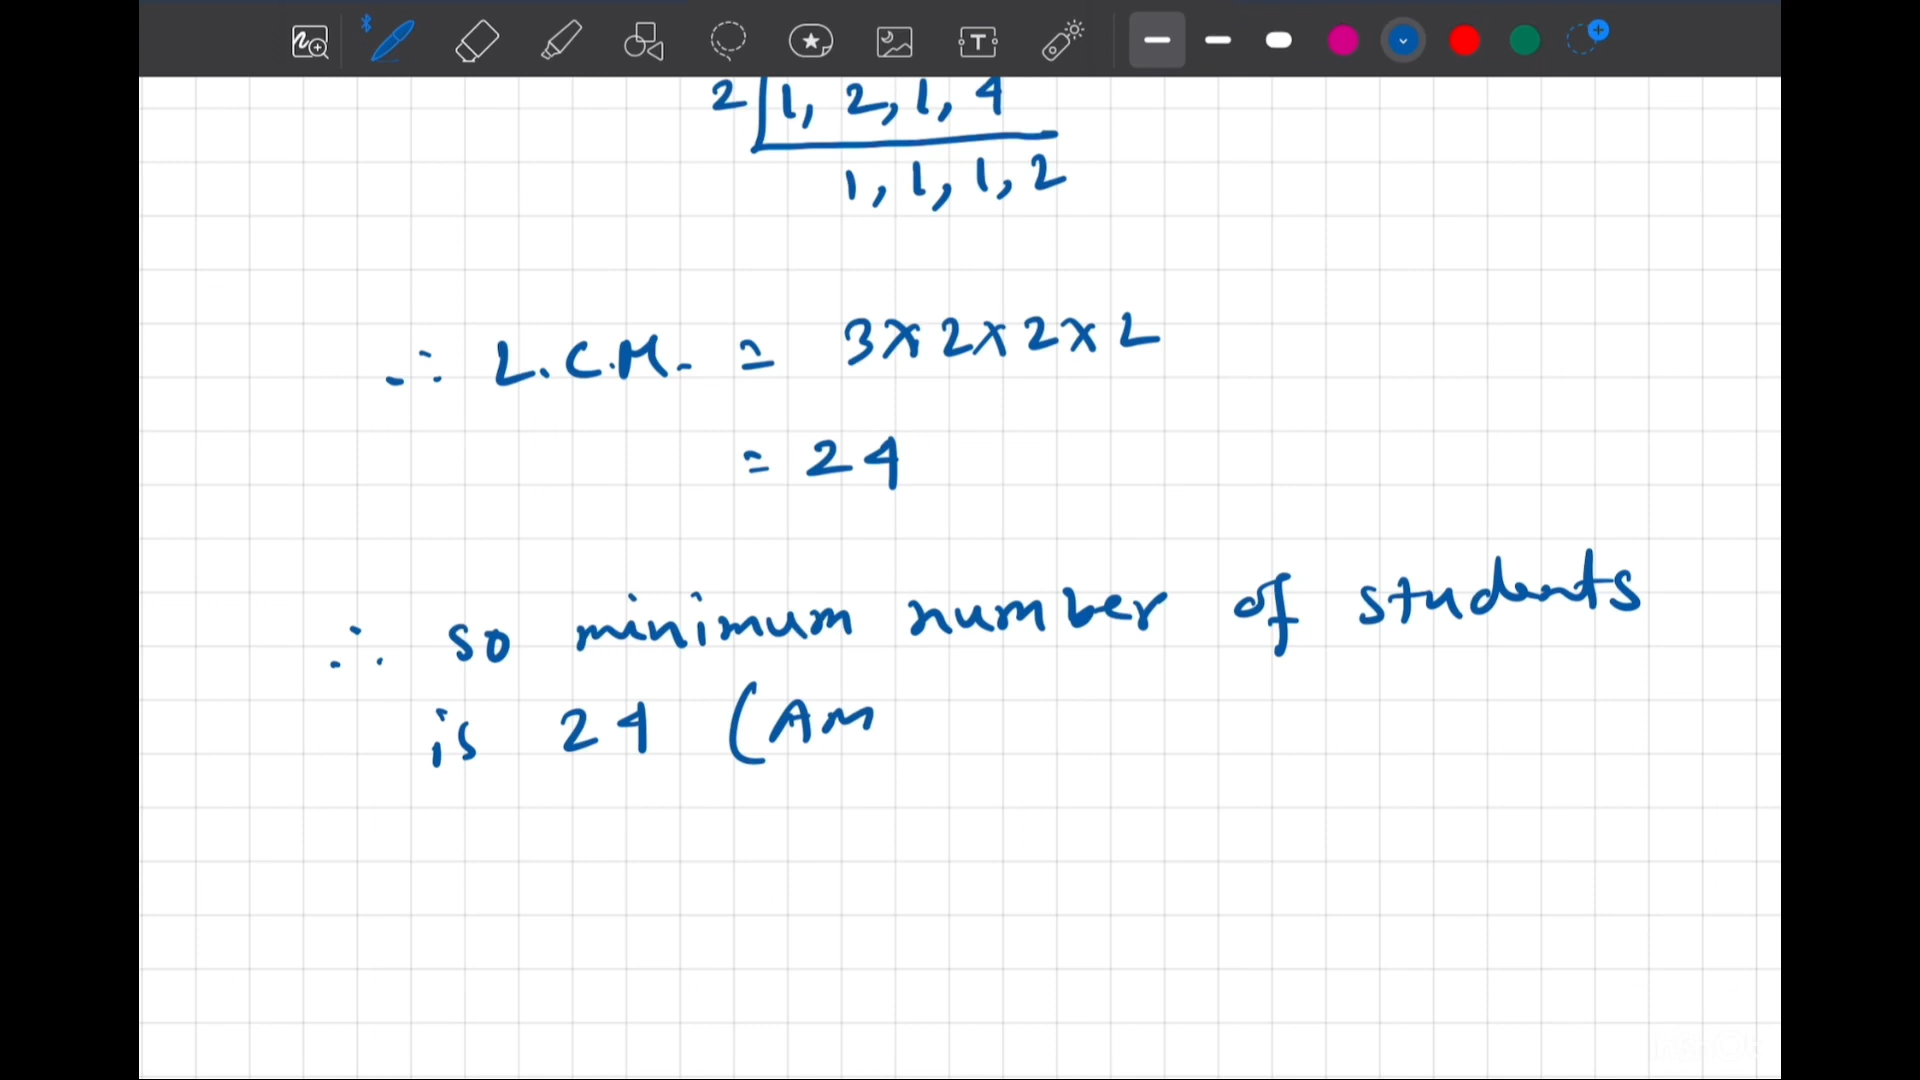 2 1, 2, 1, 4
1, 1, 1, 2
∴ L.C.M. = 3×2×2×2
= 24
∴ so minimum number of students
is 24 (An